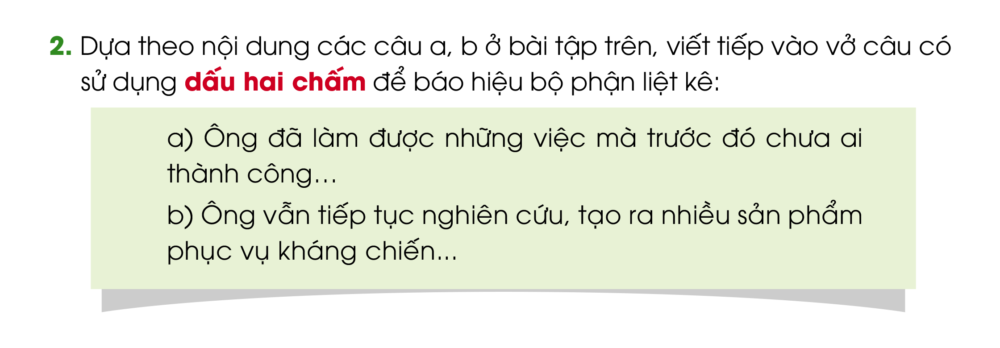 2. Dựa theo nội dung các câu a, b ở bài tập trên, viết tiếp vào vở câu có
sử dụng dấu hai chấm để báo hiệu bộ phận liệt kê:
a) Ông đã làm được những việc mà trước đó chưa ai
thành công...
b) Ông vẫn tiếp tục nghiên cứu, tạo ra nhiều sản phẩm
phục vụ kháng chiến...